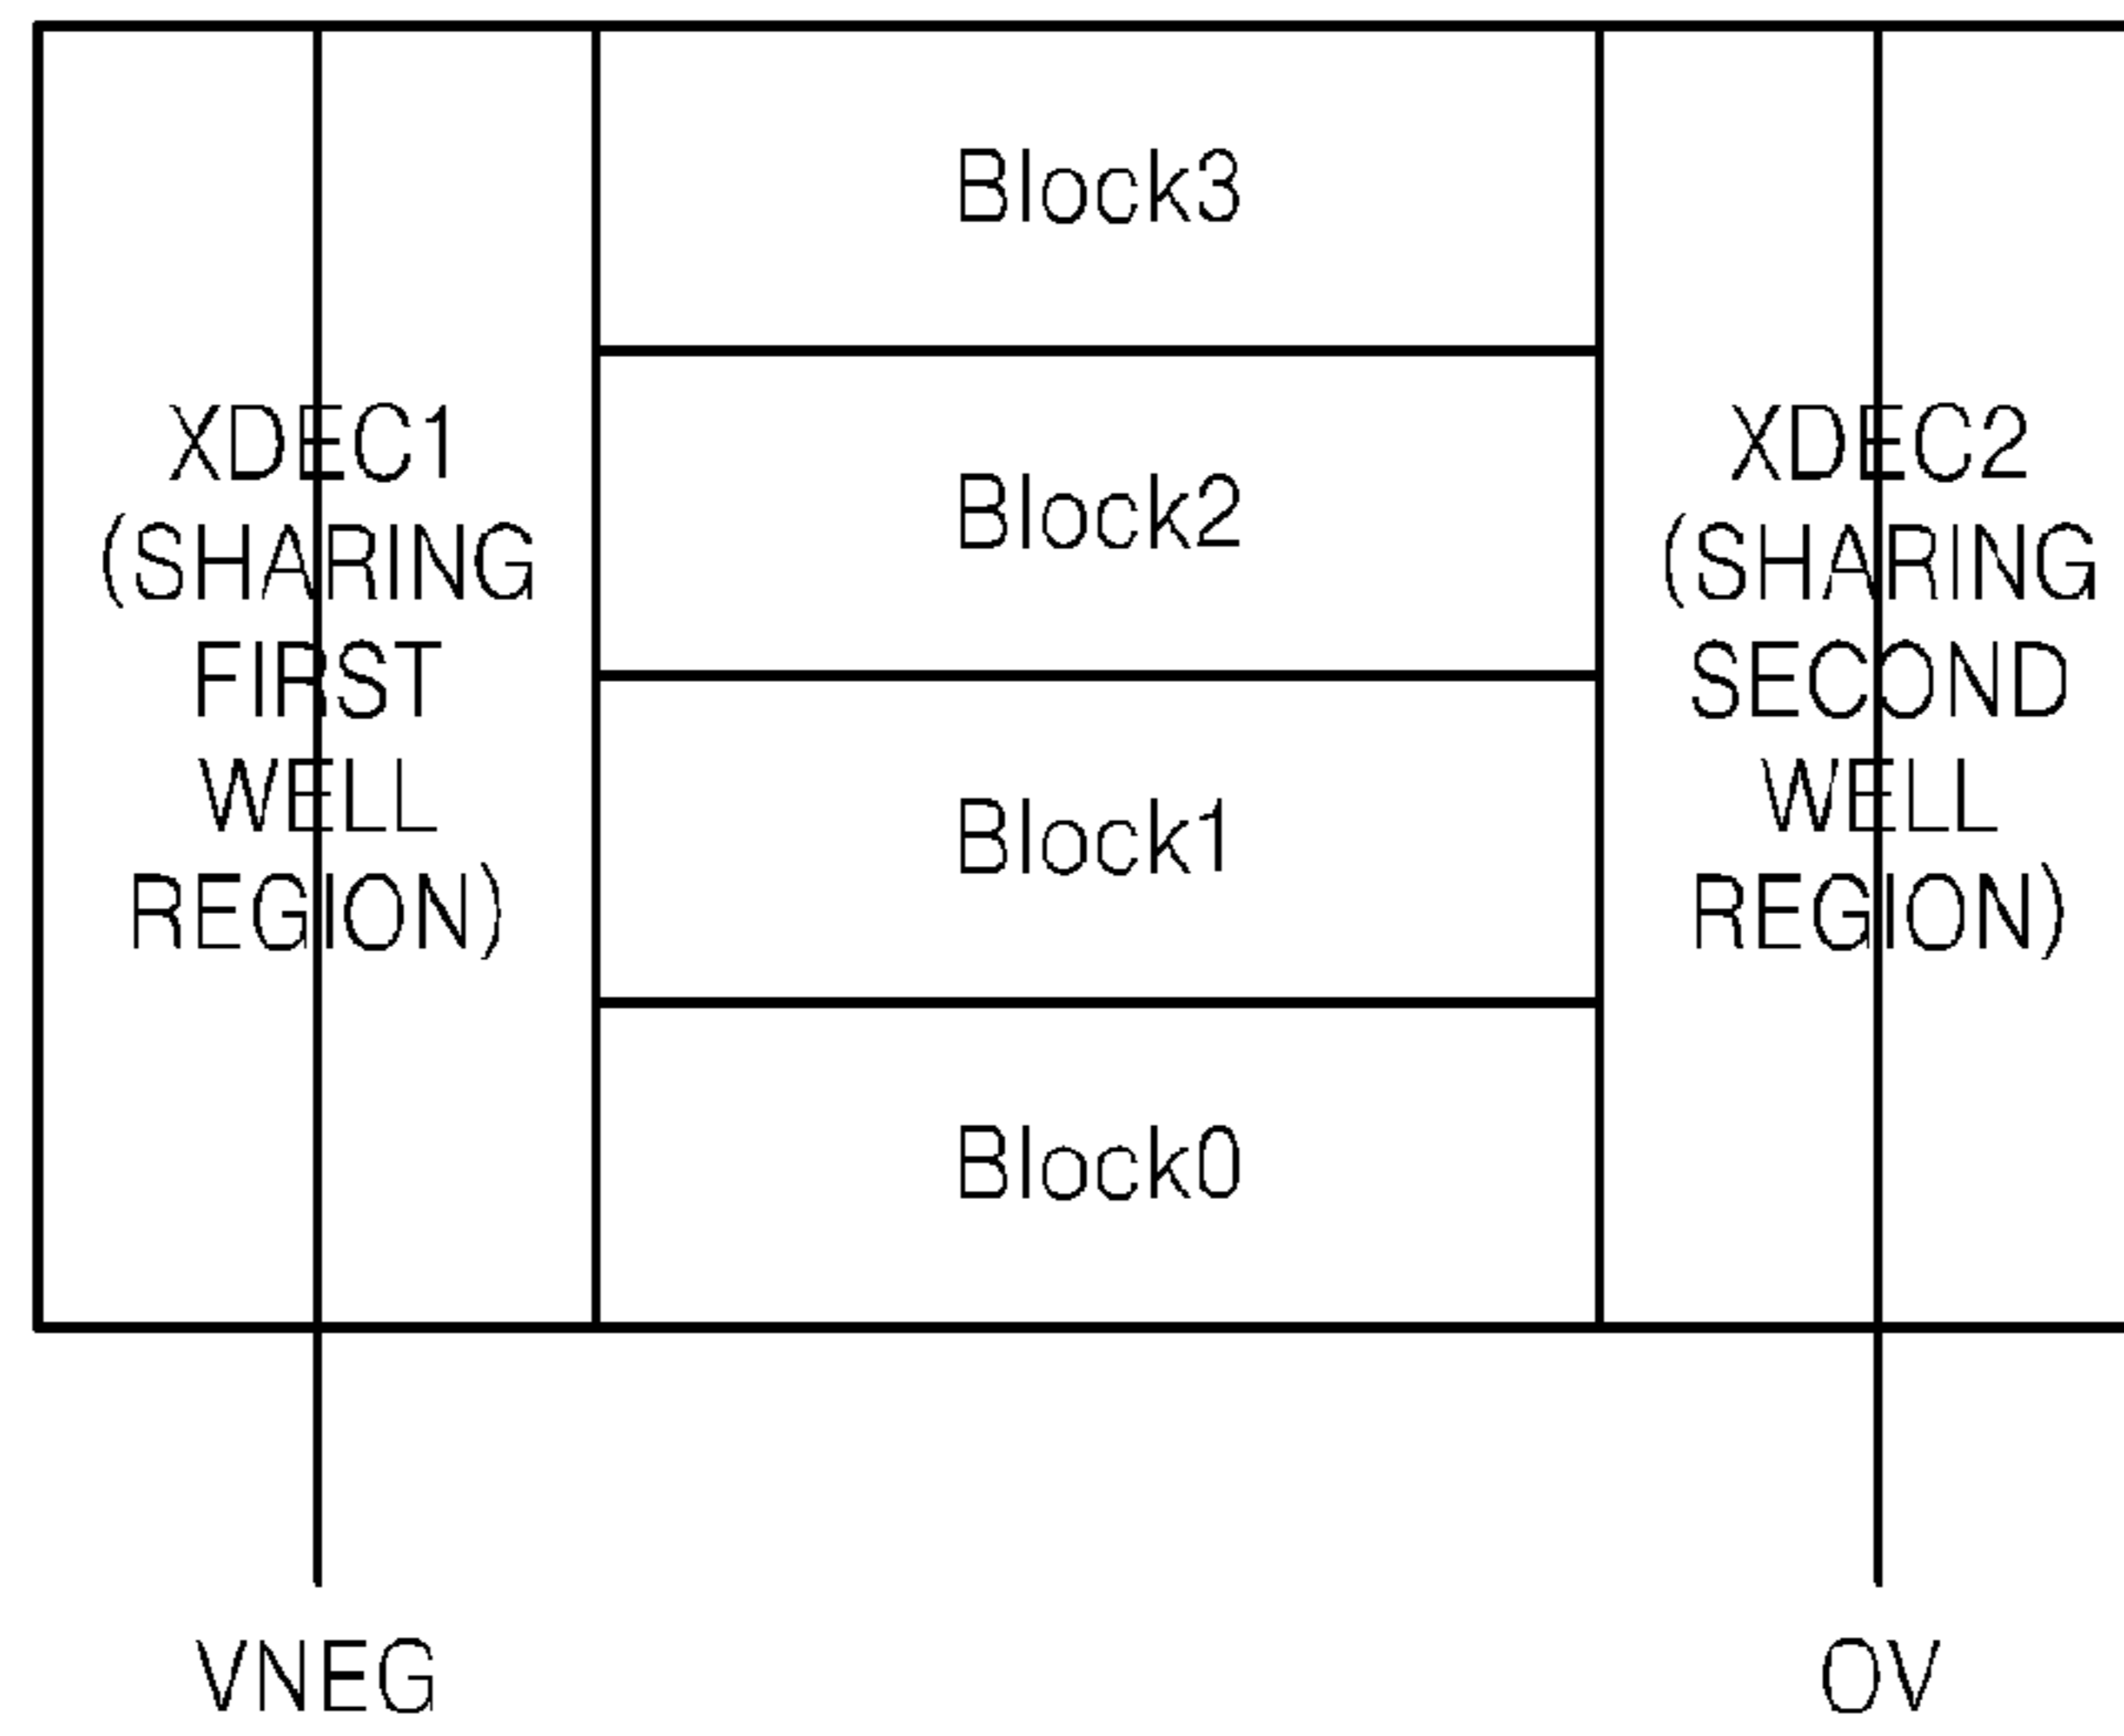 XDEC1
(SHARING
FIRST
WELL
REGION)
Block3
Block2
Block1
Block0
XDEC2
(SHARING
SECOND
WELL
REGION)
VNEG
0V